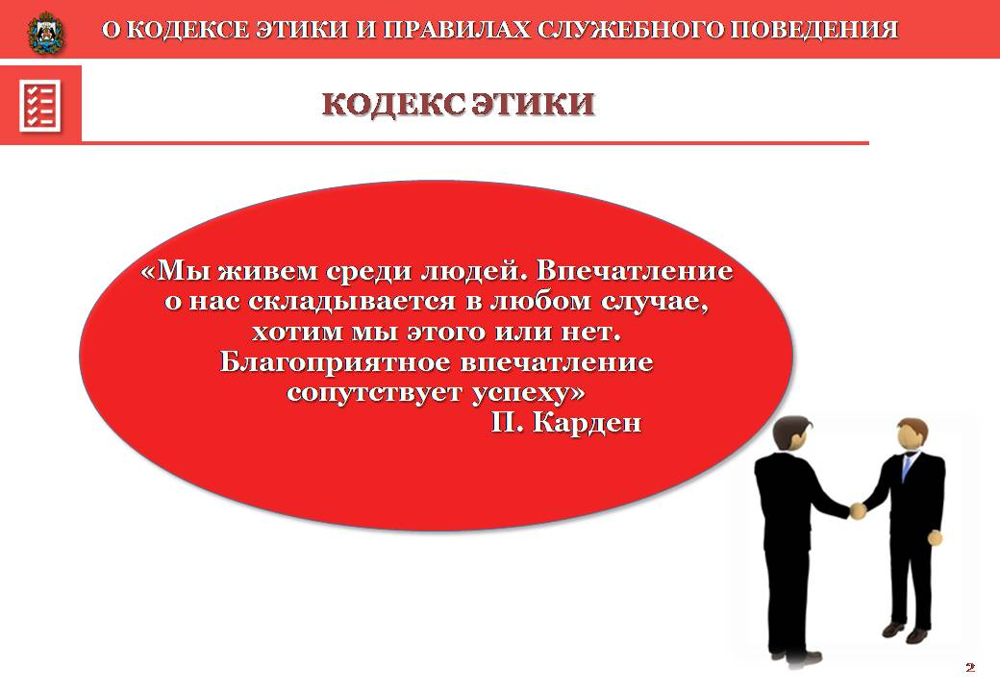 О КОДЕКСЕ ЭТИКИ И ПРАВИЛАХ СЛУЖЕБНОГО ПОВЕДЕНИЯ
КОДЕКС ЭТИКИ
«Мы живем среди людей. Впечатление
о нас складывается в любом случае,
хотим мы этого или нет.
Благоприятное впечатление
сопутствует успеху»
П. Карден
2